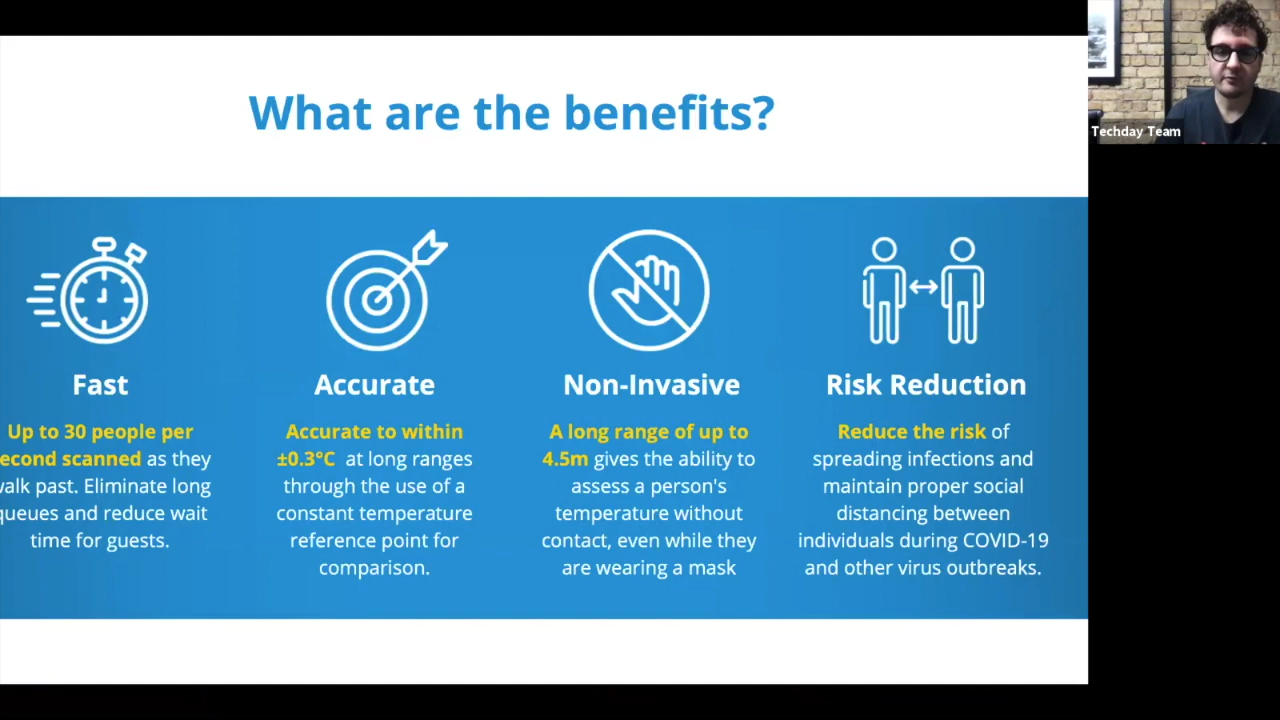 What are the benefits?
Techday Team
Fast
Up to 30 people per
econd scanned as they
alk past. Eliminate long
queues and reduce wait
time for guests.
Accurate
Accurate to within
±0.3°C at long ranges
through the use of a
constant temperature
reference point for
comparison.
Non-Invasive
A long range of up to
4.5m gives the ability to
assess a person's
temperature without
contact, even while they
are wearing a mask
Risk Reduction
Reduce the risk of
spreading infections and
maintain proper social
distancing between
individuals during COVID-19
and other virus outbreaks.